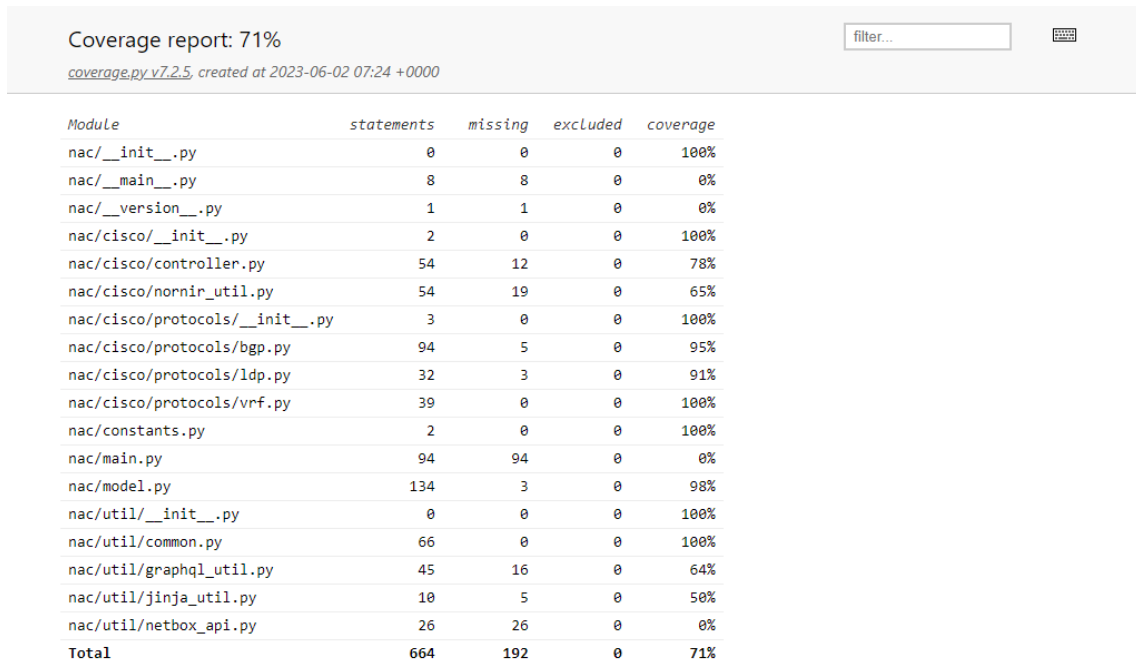 Coverage report: 71%
filter...
coverage.py v7.2.5, created at 2023-06-02 07:24 +0000
Module statements missing excluded coverage
nac/__init__.py 0 0 0 100%
nac/__main__.py 8 8 0 0%
nac/__version__.py 1 1 0 0%
nac/cisco/__init__.py 2 0 0 100%
nac/cisco/controller.py 54 12 0 78%
nac/cisco/nornir_util.py 54 19 0 65%
nac/cisco/protocols/__init__.py 3 0 0 100%
nac/cisco/protocols/bgp.py 94 5 0 95%
nac/cisco/protocols/ldp.py 32 3 0 91%
nac/cisco/protocols/vrf.py 39 0 0 100%
nac/constants.py 2 0 0 100%
nac/main.py 94 94 0 0%
nac/model.py 134 3 0 98%
nac/util/__init__.py 0 0 0 100%
nac/util/common.py 66 0 0 100%
nac/util/graphql_util.py 45 16 0 64%
nac/util/jinja_util.py 10 5 0 50%
nac/util/netbox_api.py 26 26 0 0%
Total 664 192 0 71%